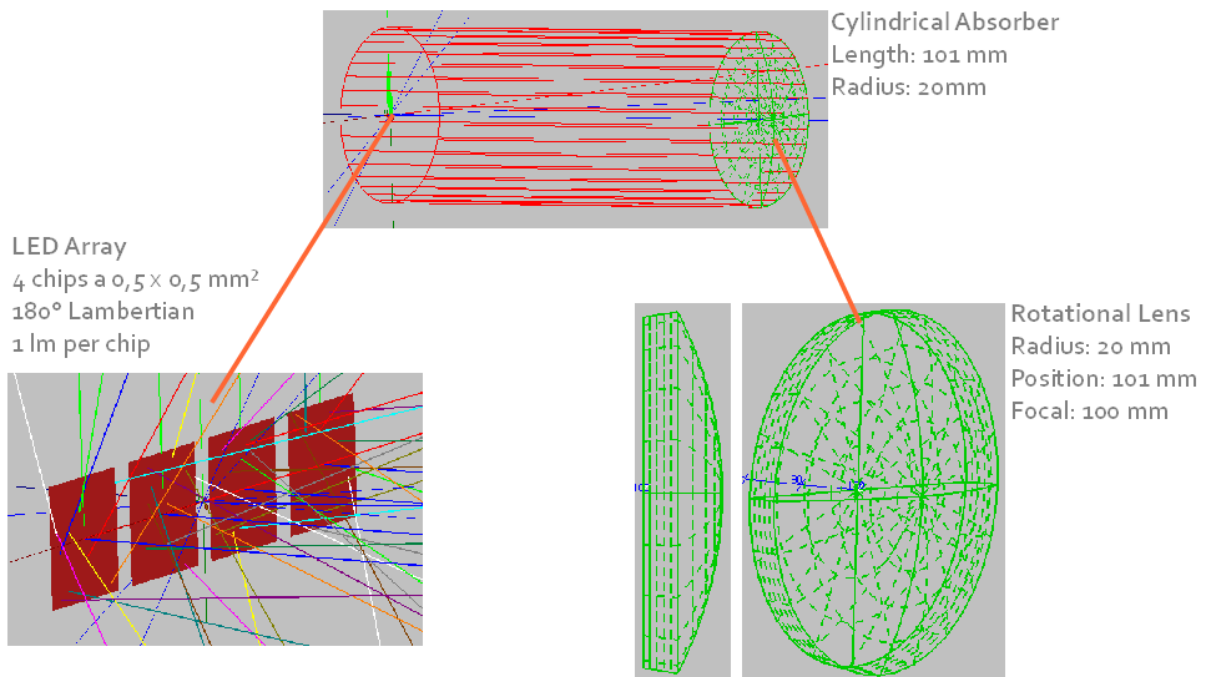 Cylindrical Absorber
Length: 101 mm
Radius: 20mm
LED Array
4 chips a 0,5 x 0,5 mm²
180° Lambertian
1 lm per chip
Rotational Lens
Radius: 20 mm
Position: 101 mm
Focal: 100 mm